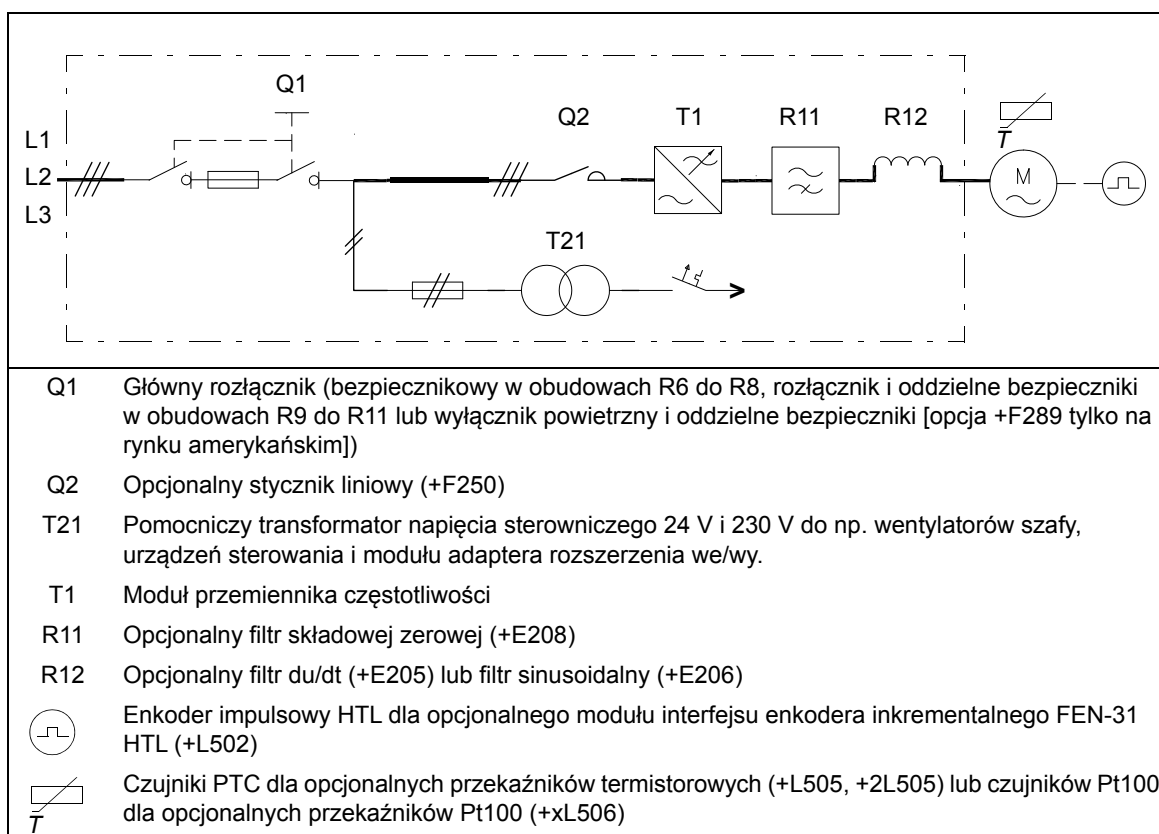 Q1
Q2
T1
R11
R12
L1
L2
L3
T
M
T21
Q1 Główny rozłącznik (bezpiecznikowy w obudowach R6 do R8, rozłącznik i oddzielne bezpieczniki
w obudowach R9 do R11 lub wyłącznik powietrzny i oddzielne bezpieczniki [opcja +F289 tylko na
rynku amerykańskim])
Q2 Opcjonalny stycznik liniowy (+F250)
T21 Pomocniczy transformator napięcia sterowniczego 24 V i 230 V do np. wentylatorów szafy,
urządzeń sterowania i modułu adaptera rozszerzenia we/wy.
T1 Moduł przemiennika częstotliwości
R11 Opcjonalny filtr składowej zerowej (+E208)
R12 Opcjonalny filtr du/dt (+E205) lub filtr sinusoidalny (+E206)
Enkoder impulsowy HTL dla opcjonalnego modułu interfejsu enkodera inkrementalnego FEN-31
HTL (+L502)
Czujniki PTC dla opcjonalnych przekaźników termistorowych (+L505, +2L505) lub czujników Pt100
dla opcjonalnych przekaźników Pt100 (+xL506)
T